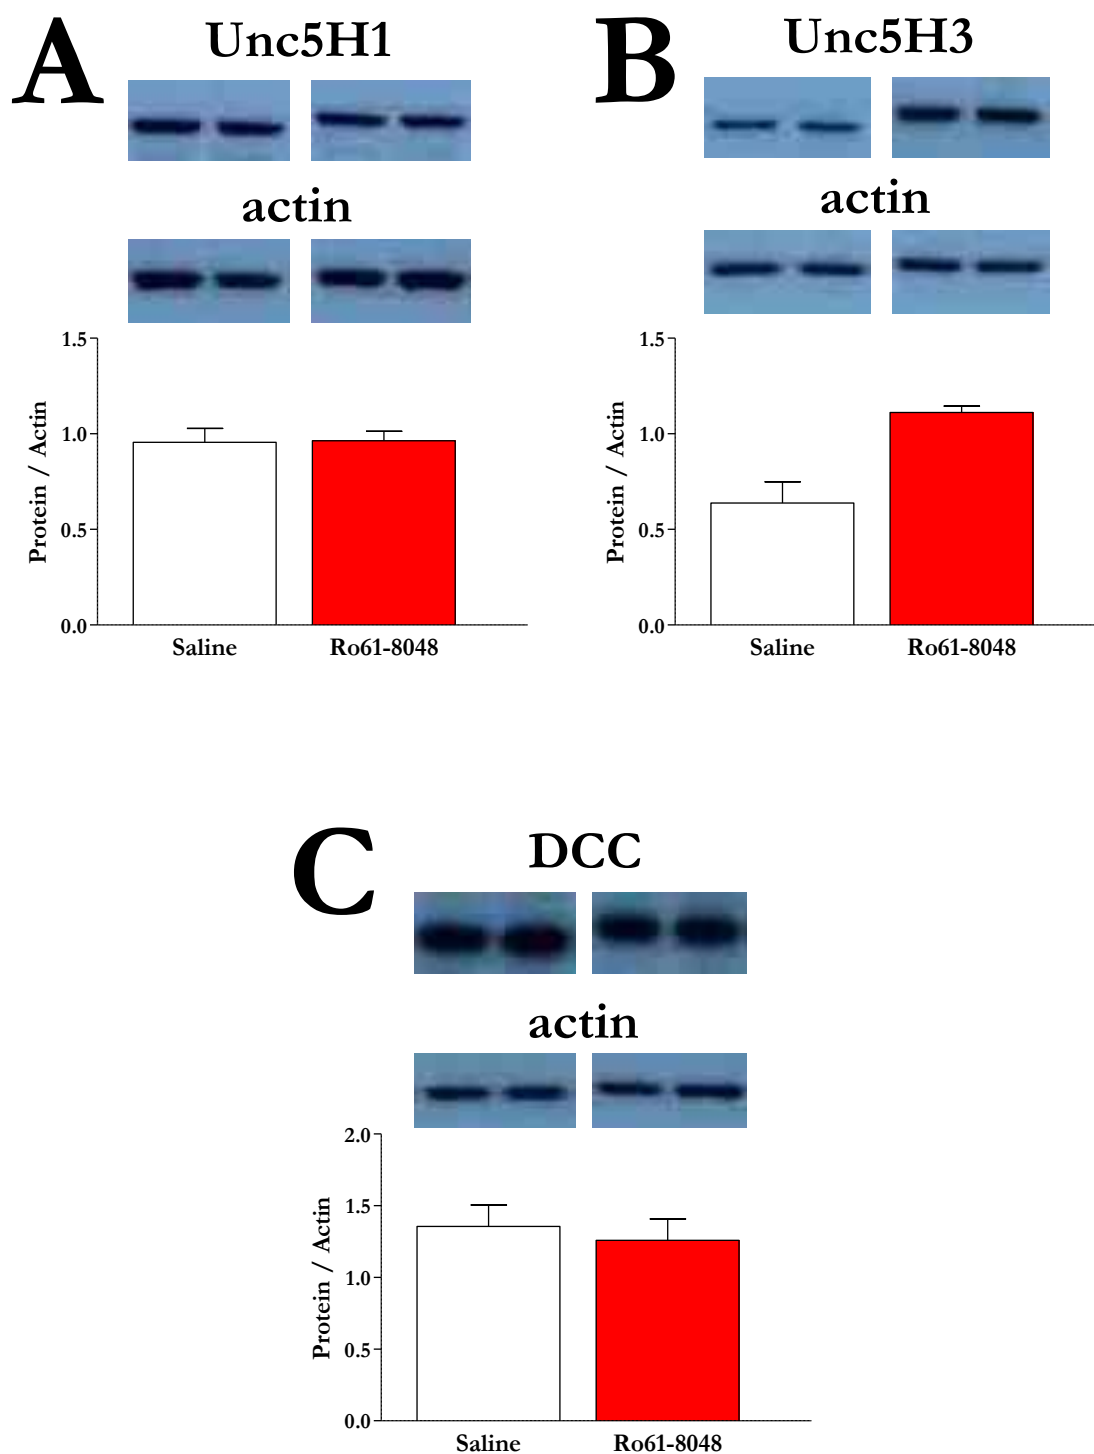 A
Unc5H1
actin
1.5
1.0
0.5
0.0
Protein / Actin
Saline
Ro61-8048
B
Unc5H3
actin
1.5
1.0
0.5
0.0
Protein / Actin
Saline
Ro61-8048
C
DCC
actin
2.0
1.5
1.0
0.5
0.0
Protein / Actin
Saline
Ro61-8048